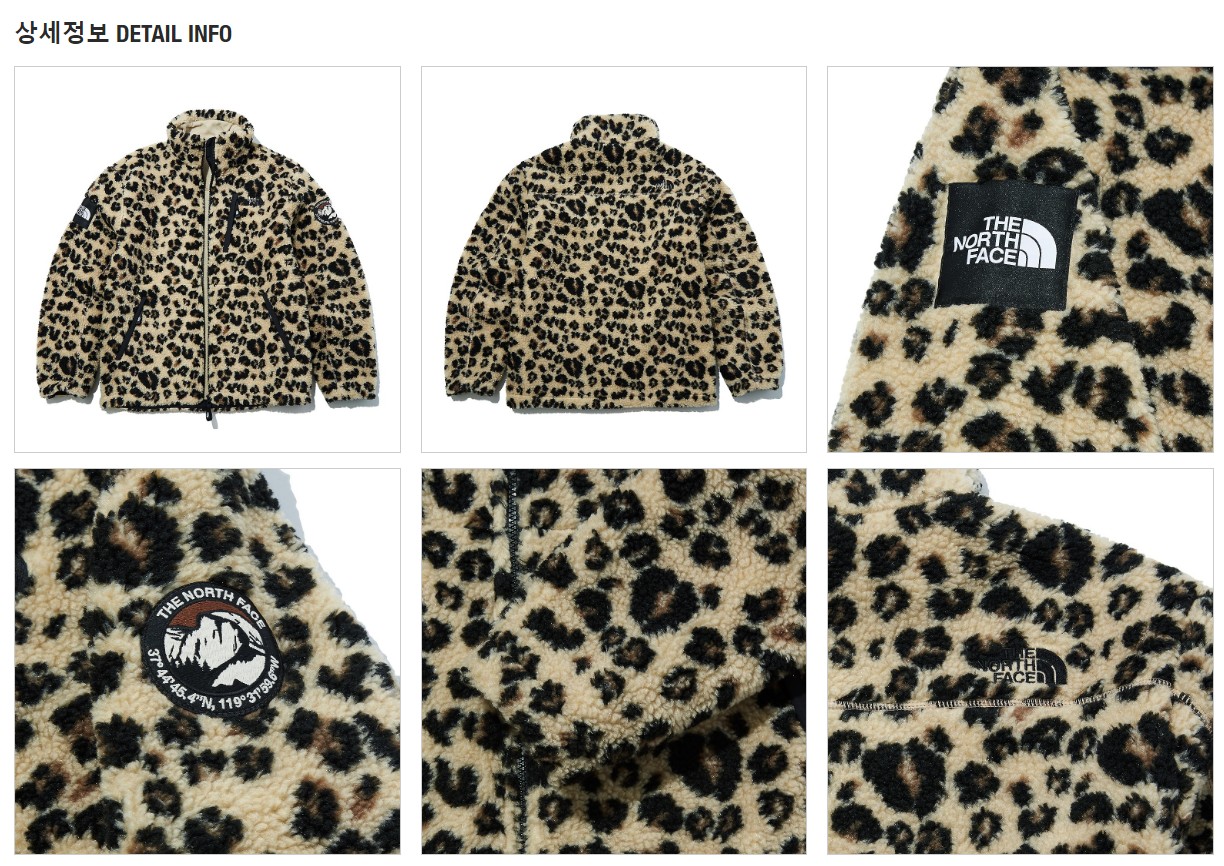 상세정보 DETAIL INFO
THE
NORTH
FACE
THE NORTH FACE
37°44'45.4"N, 119°31'59.6"W
THE
NORTH
FACE